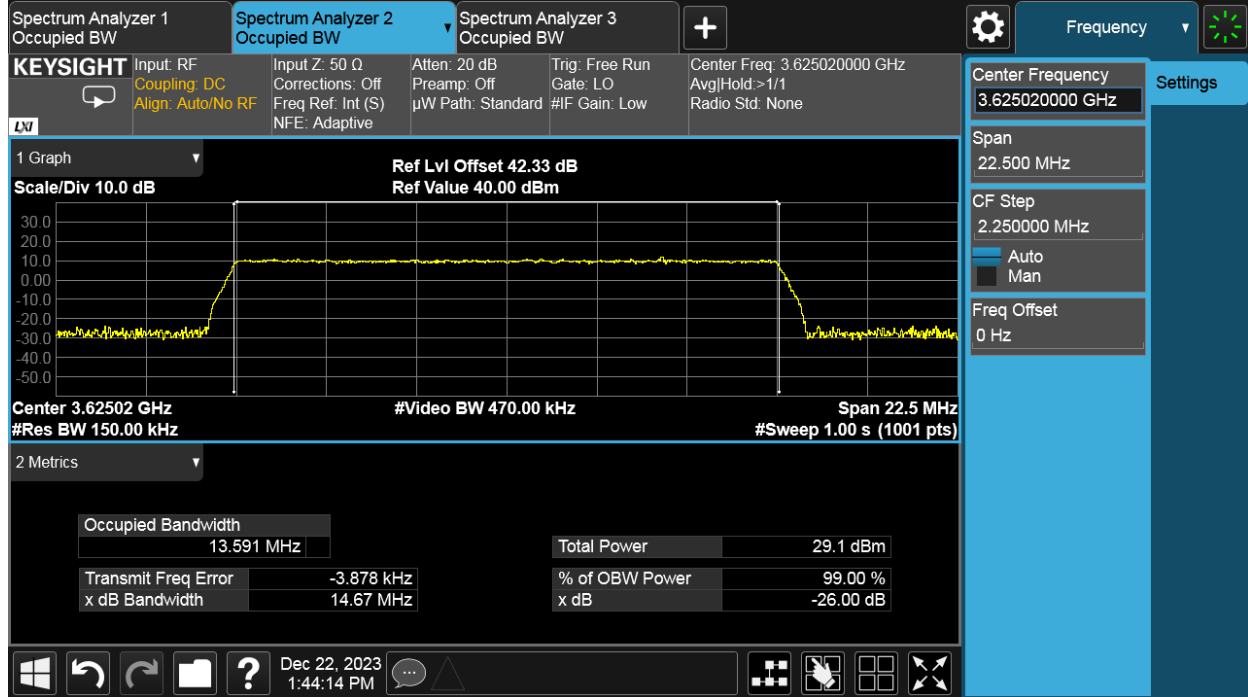 Spectrum Analyzer 1
Occupied BW
Spectrum Analyzer 2
Occupied BW
Spectrum Analyzer 3
Occupied BW
+
Frequency
KEYSIGHT
LXI
Input: RF
Coupling: DC
Align: Auto/No RF
Input Z: 50 Ω
Corrections: Off
Freq Ref: Int (S)
NFE: Adaptive
Atten: 20 dB
Preamp: Off
µW Path: Standard
Trig: Free Run
Gate: LO
#IF Gain: Low
Center Freq: 3.625020000 GHz
Avg|Hold:>1/1
Radio Std: None
Center Frequency
3.625020000 GHz
Settings
Span
22.500 MHz
CF Step
2.250000 MHz
Auto
Man
Freq Offset
0 Hz
1 Graph
Scale/Div 10.0 dB
Ref Lvl Offset 42.33 dB
Ref Value 40.00 dBm
30.0
20.0
10.0
0.00
-10.0
-20.0
-30.0
-40.0
-50.0
Center 3.62502 GHz
#Video BW 470.00 kHz
Span 22.5 MHz
#Res BW 150.00 kHz
#Sweep 1.00 s (1001 pts)
2 Metrics
Occupied Bandwidth
13.591 MHz
Total Power 29.1 dBm
Transmit Freq Error -3.878 kHz
% of OBW Power 99.00 %
x dB Bandwidth 14.67 MHz
x dB -26.00 dB
?
Dec 22, 2023
1:44:14 PM